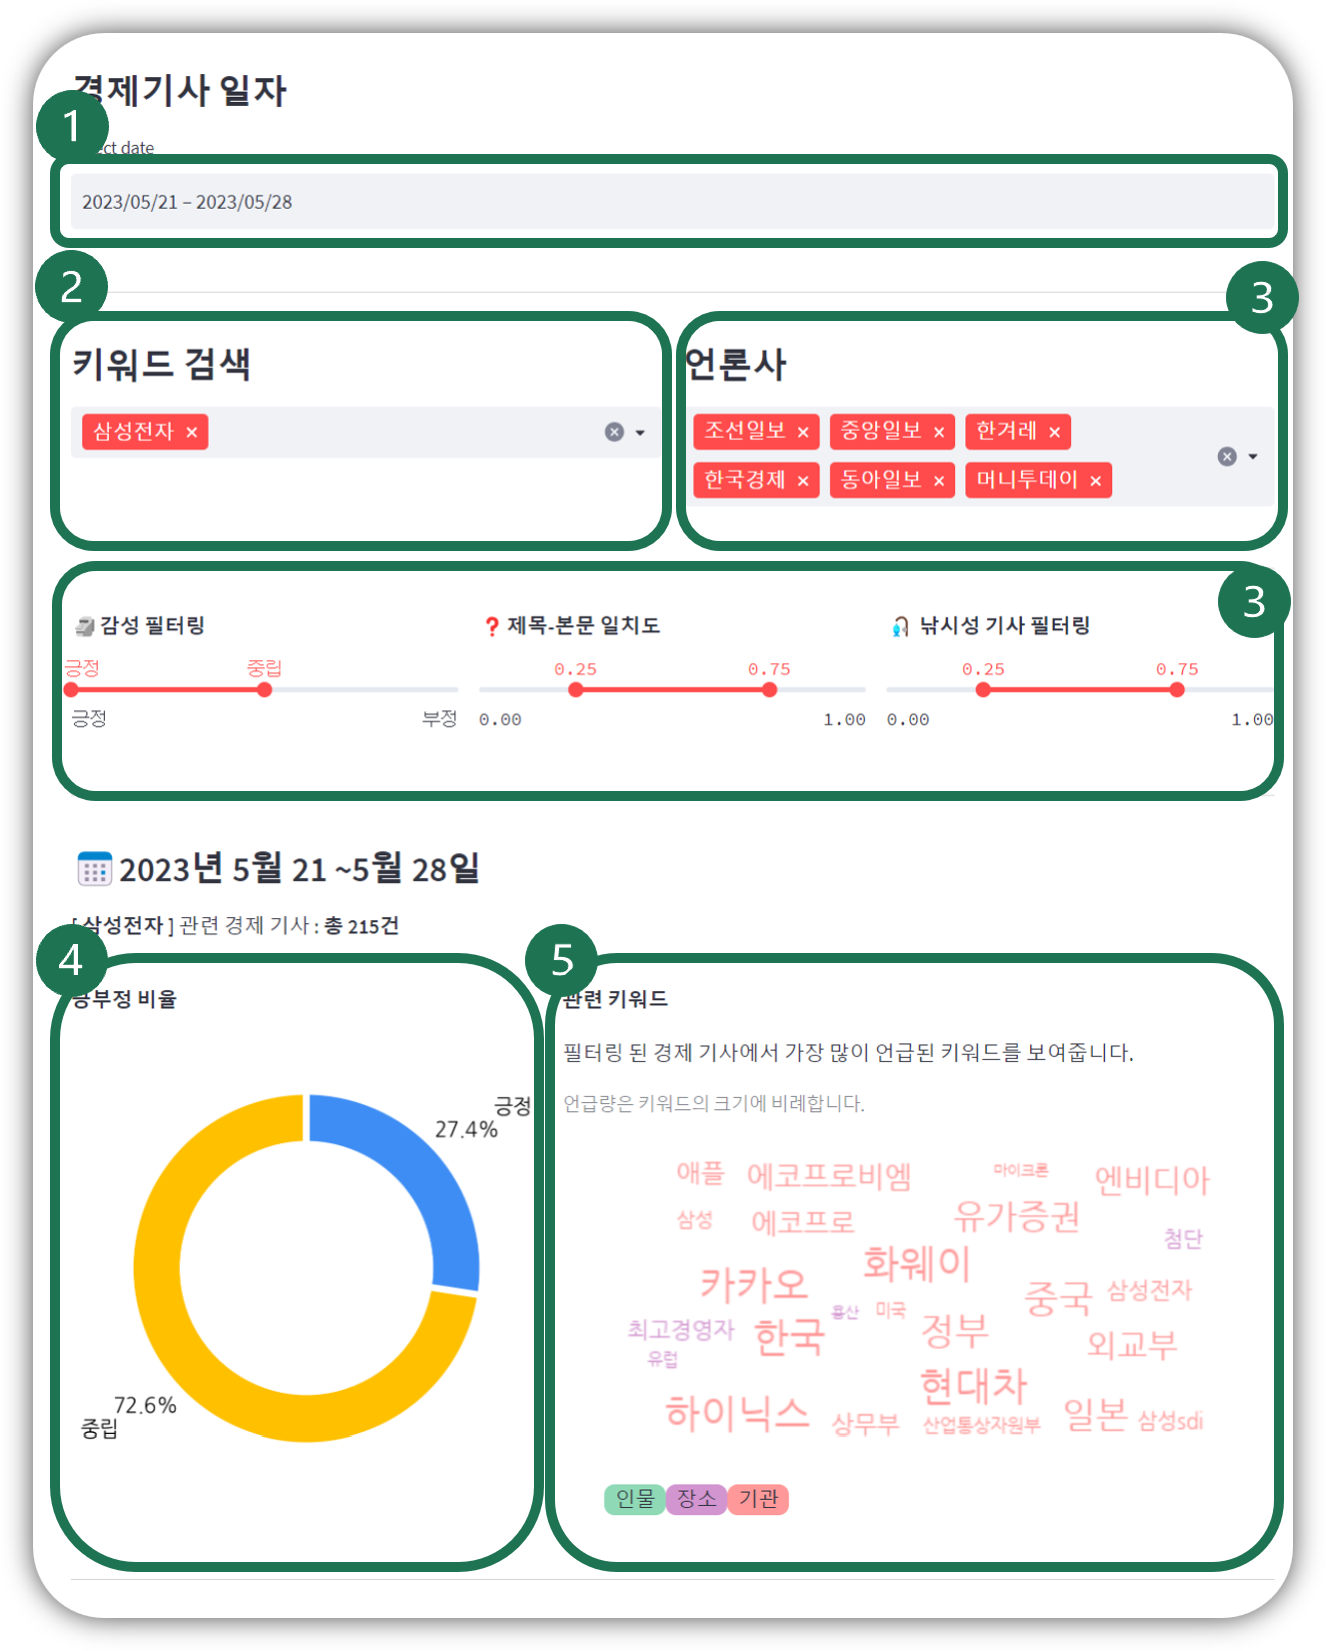 경제기사 일자
1
ect date
2023/05/21 – 2023/05/28
2
3
키워드 검색
언론사
삼성전자 ×
조선일보 × 중앙일보 × 한겨레 ×
한국경제 × 동아일보 × 머니투데이 ×
3
감성 필터링
긍정 중립
긍정 부정
❓ 제목-본문 일치도
0.25 0.75
0.00 1.00
낚시성 기사 필터링
0.25 0.75
0.00 1.00
2023년 5월 21 ~5월 28일
[ 삼성전자 ] 관련 경제 기사 : 총 215건
4
긍부정 비율
긍정
27.4%
72.6%
중립
5
관련 키워드
필터링 된 경제 기사에서 가장 많이 언급된 키워드를 보여줍니다.
언급량은 키워드의 크기에 비례합니다.
애플 에코프로비엠 마이크론 엔비디아
삼성 에코프로 유가증권
첨단
화웨이
카카오 중국 삼성전자
용산 미국
최고경영자 한국 정부 외교부
유럽
현대차
하이닉스 상무부 산업통상자원부 일본 삼성sdi
인물 장소 기관